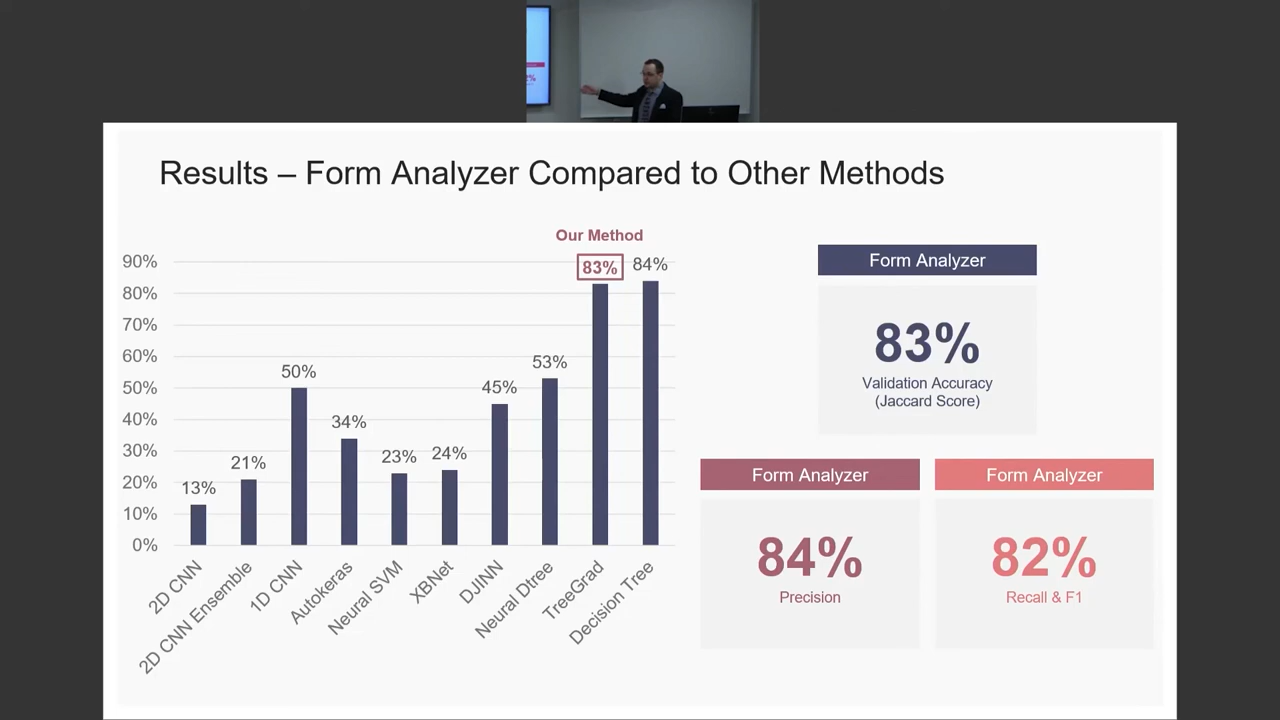 Results – Form Analyzer Compared to Other Methods
Our Method
90%
80%
70%
60%
50%
40%
30%
20%
10%
0%
13%
21%
50%
34%
23%
24%
45%
53%
83%
84%
2D CNN
2D CNN Ensemble
1D CNN
Autokeras
Neural SVM
XBNet
DJINN
Neural Dtree
TreeGrad
Decision Tree
Form Analyzer
83%
Validation Accuracy
(Jaccard Score)
Form Analyzer
84%
Precision
Form Analyzer
82%
Recall & F1